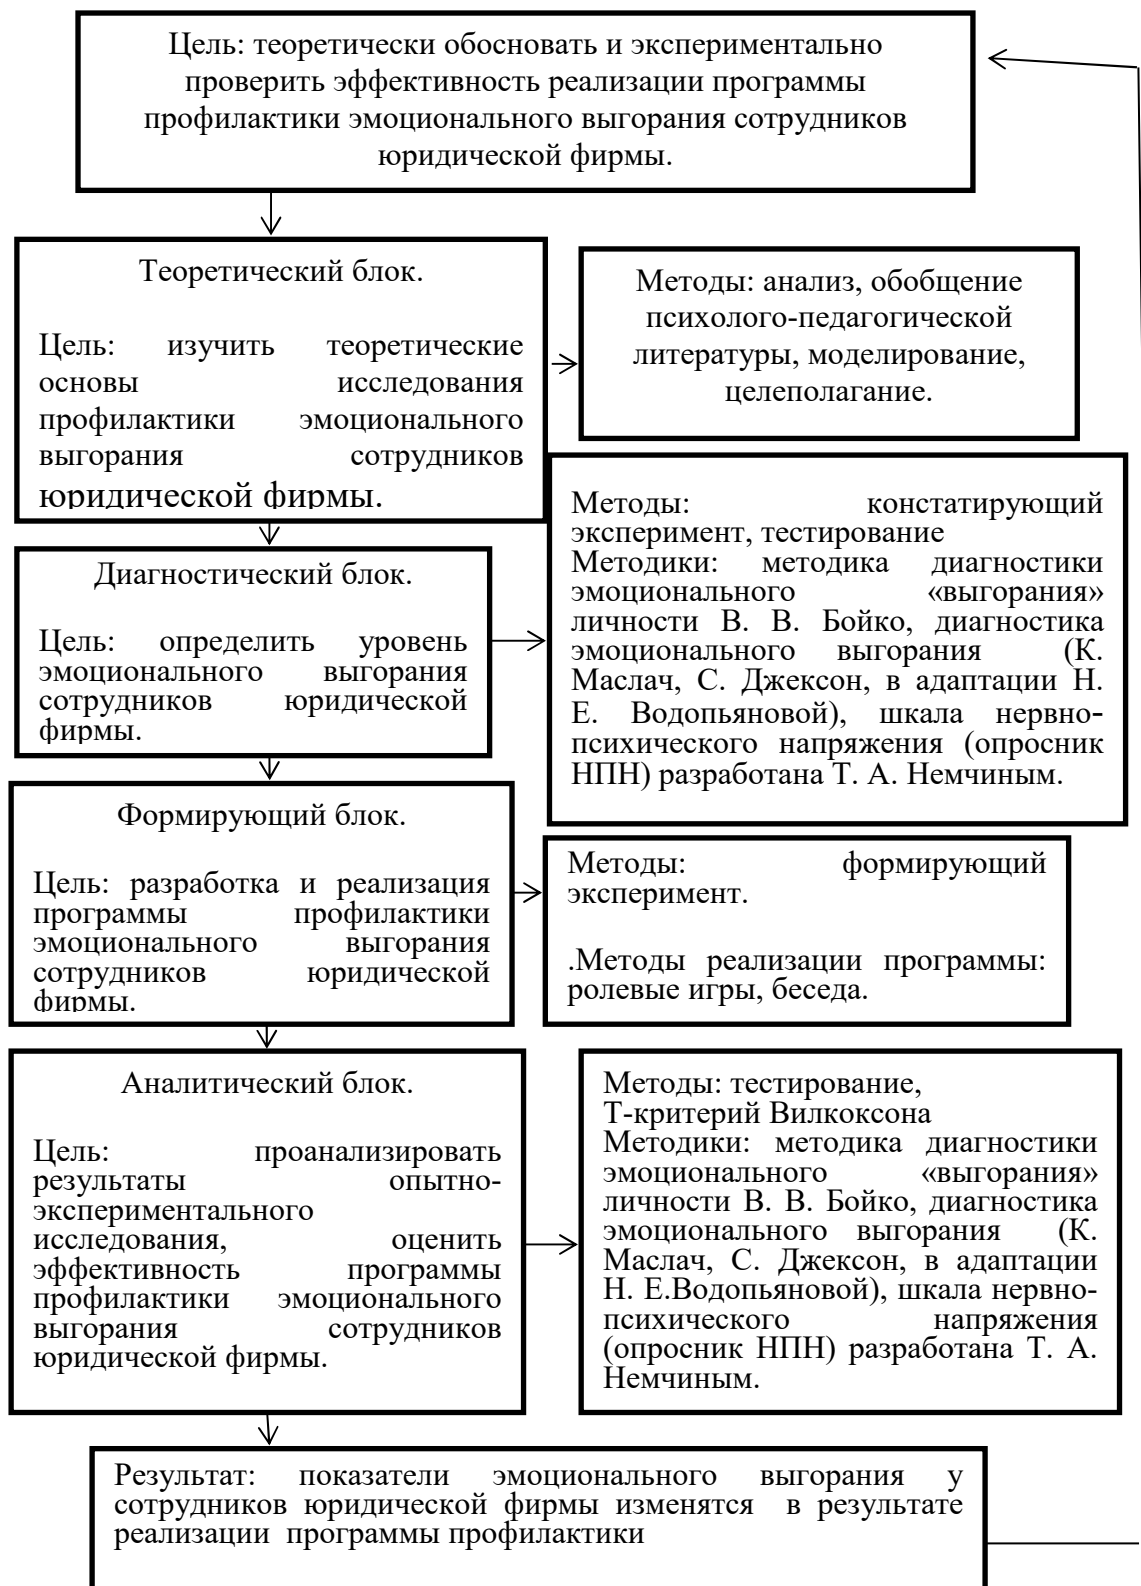 Цель: теоретически обосновать и экспериментально
проверить эффективность реализации программы
профилактики эмоционального выгорания сотрудников
юридической фирмы.
Теоретический блок.
Цель: изучить теоретические
основы исследования
профилактики эмоционального
выгорания сотрудников
юридической фирмы.
Методы: анализ, обобщение
психолого-педагогической
литературы, моделирование,
целеполагание.
Диагностический блок.
Цель: определить уровень
эмоционального выгорания
сотрудников юридической
фирмы.
Методы: констатирующий
эксперимент, тестирование
Методики: методика диагностики
эмоционального «выгорания»
личности В. В. Бойко, диагностика
эмоционального выгорания (К.
Маслач, С. Джексон, в адаптации Н.
Е. Водопьяновой), шкала нервно-
психического напряжения (опросник
НПН) разработана Т. А. Немчиным.
Формирующий блок.
Цель: разработка и реализация
программы профилактики
эмоционального выгорания
сотрудников юридической
фирмы.
Методы: формирующий
эксперимент.
.Методы реализации программы:
ролевые игры, беседа.
Аналитический блок.
Цель: проанализировать
результаты опытно-
экспериментального
исследования, оценить
эффективность программы
профилактики эмоционального
выгорания сотрудников
юридической фирмы.
Методы: тестирование,
Т-критерий Вилкоксона
Методики: методика диагностики
эмоционального «выгорания»
личности В. В. Бойко, диагностика
эмоционального выгорания (К.
Маслач, С. Джексон, в адаптации
Н. Е.Водопьяновой), шкала нервно-
психического напряжения
(опросник НПН) разработана Т. А.
Немчиным.
Результат: показатели эмоционального выгорания у
сотрудников юридической фирмы изменятся в результате
реализации программы профилактики